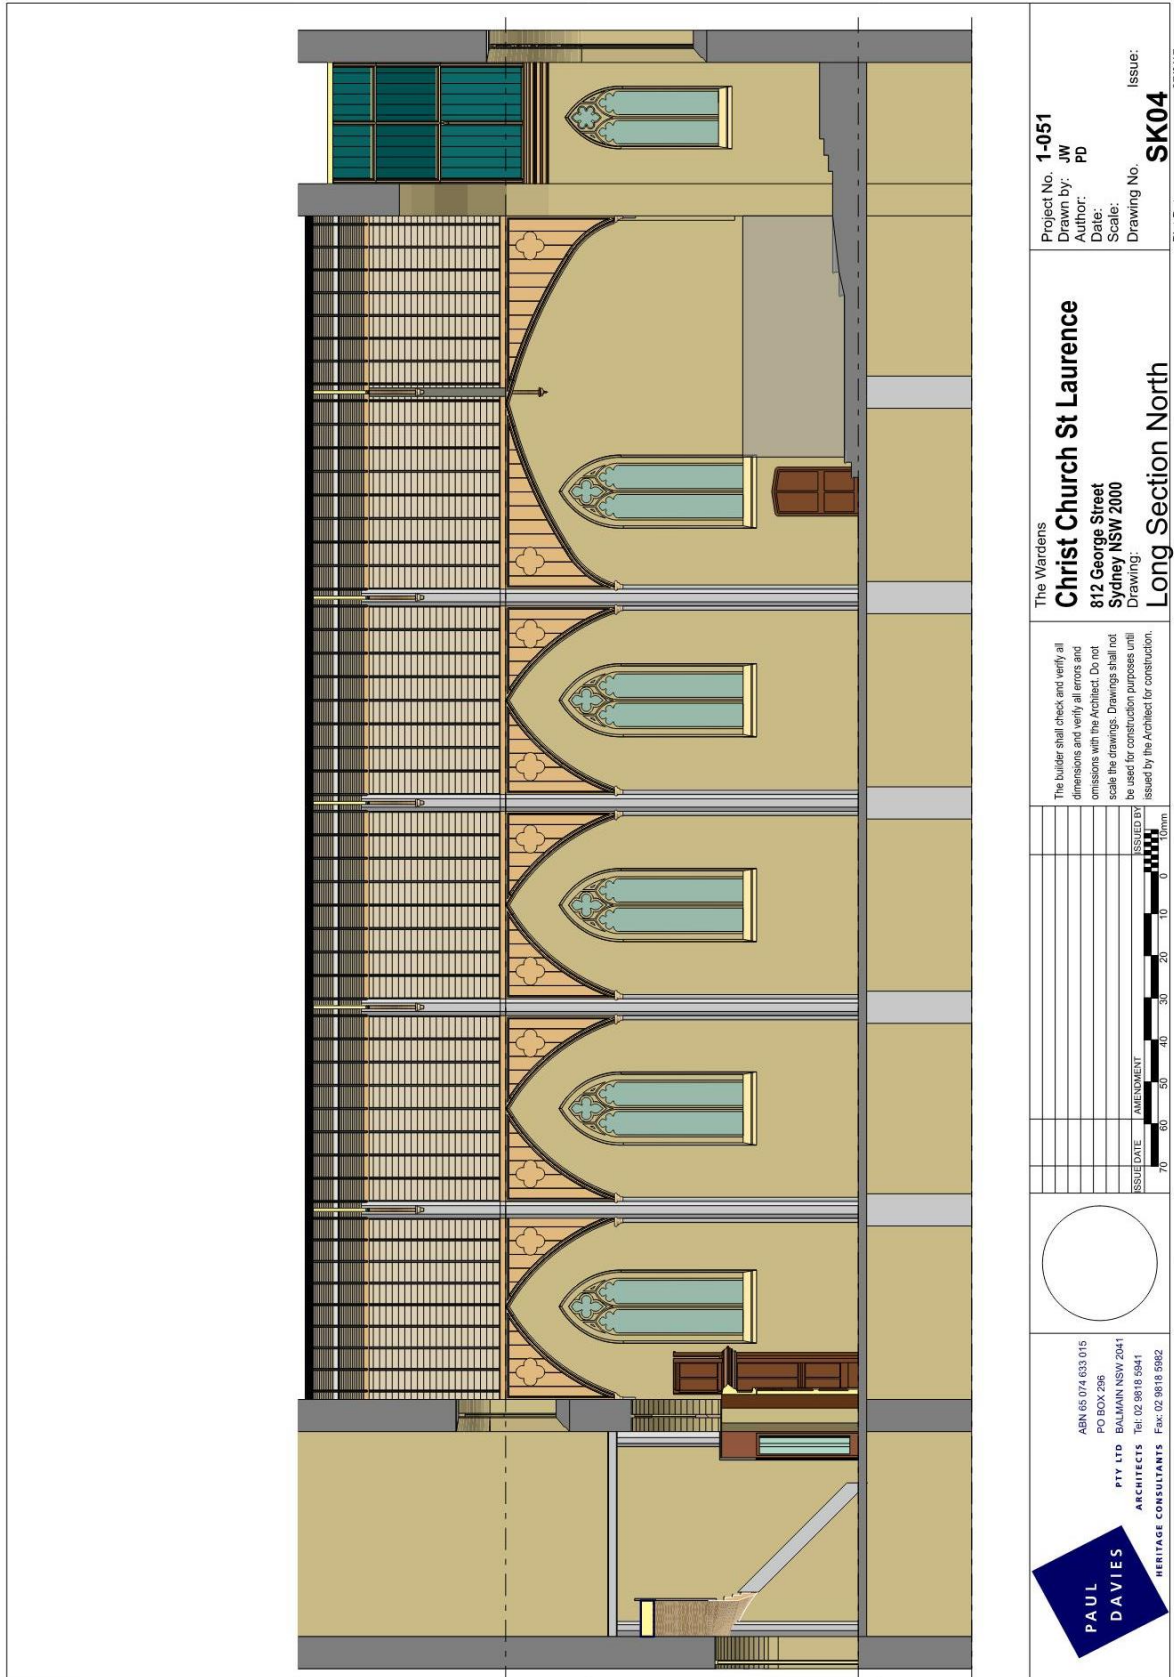 PAUL
DAVIES
PTY LTD
ARCHITECTS
HERITAGE CONSULTANTS
ABN 65 074 633 015
PO BOX 296
BALMAIN NSW 2041
Tel: 02 9818 5941
Fax: 02 9818 5982
ISSUE DATE AMENDMENT ISSUED BY
70 60 50 40 30 20 10 0 10mm
The builder shall check and verify all
dimensions and verify all errors and
omissions with the Architect. Do not
scale the drawings. Drawings shall not
be used for construction purposes until
issued by the Architect for construction.
The Wardens
Christ Church St Laurence
812 George Street
Sydney NSW 2000
Drawing:
Long Section North
Project No. 1-051
Drawn by: JW
Author: PD
Date:
Scale:
Drawing No. Issue:
SK04